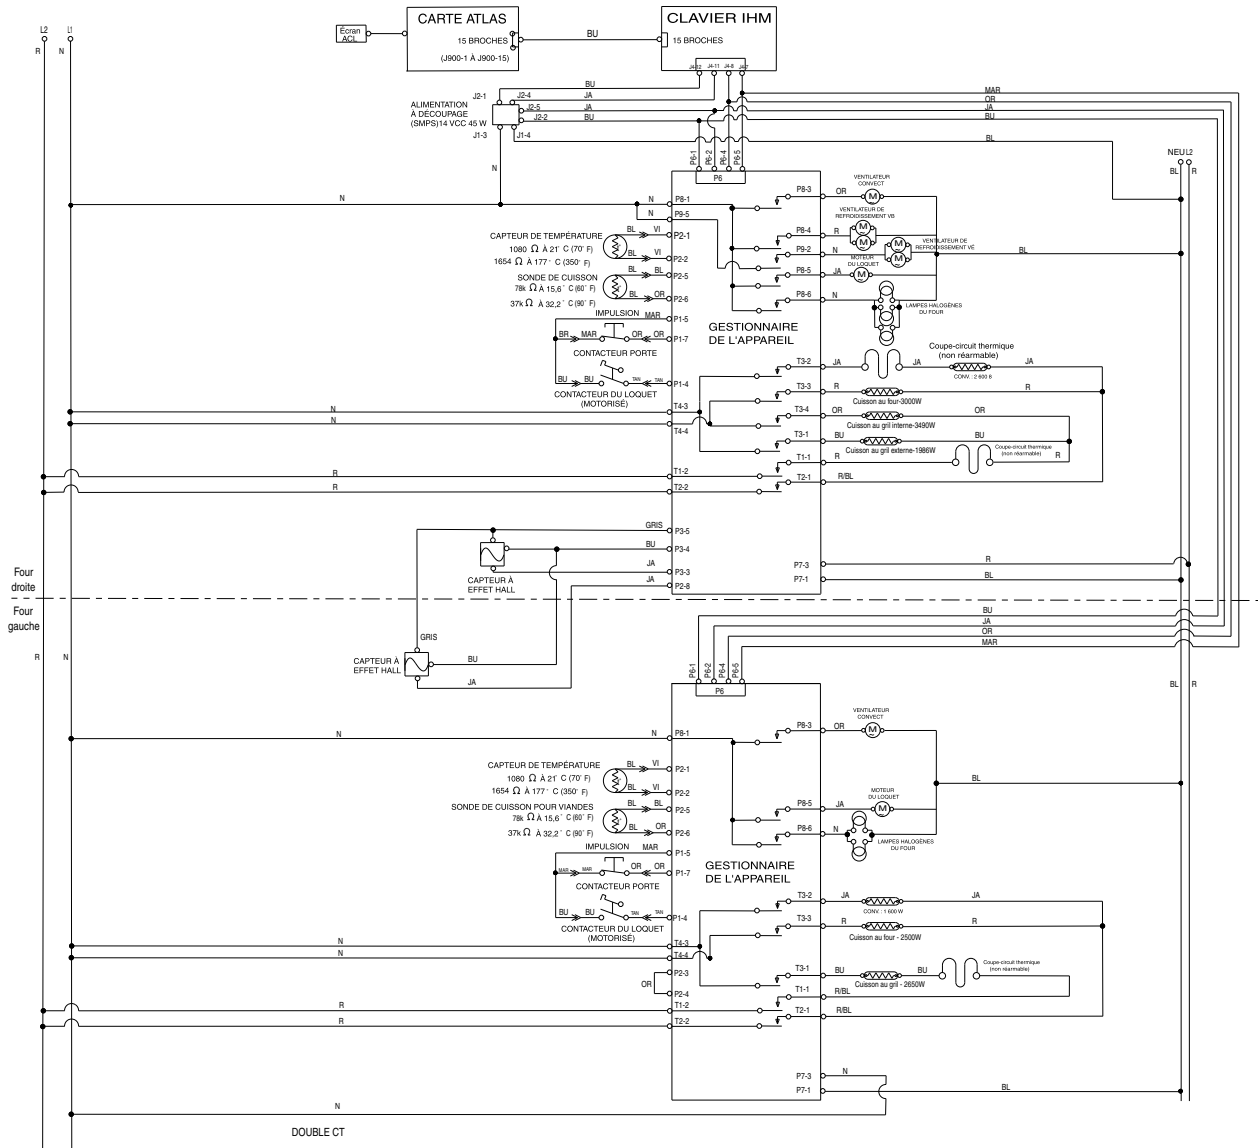 L2
L1
R
N
Écran
ACL
CARTE ATLAS
15 BROCHES
(J900-1 À J900-15)
BU
CLAVIER IHM
15 BROCHES
J4-12
J4-11
J4-8
J4-7
BU
J2-1
J2-4
JA
ALIMENTATION
À DÉCOUPAGE
(SMPS)14 VCC 45 W
J2-5
JA
J2-2
BU
J1-3
J1-4
MAR
OR
JA
BU
BL
NEU
L2
BL
R
N
P6-1
P6-2
P6-4
P6-5
P6
N
N
P8-1
N
P9-5
CAPTEUR DE TEMPÉRATURE
1080 Ω À 21° C (70° F)
1654 Ω À 177° C (350° F)
BL
VI
P2-1
BL
VI
P2-2
SONDE DE CUISSON
78k Ω À 15,6° C (60° F)
37k Ω À 32,2° C (90° F)
BL
BL
P2-5
BL
OR
P2-6
IMPULSION
MAR
P1-5
BR
MAR
OR
OR
P1-7
CONTACTEUR PORTE
BU
BU
TAN
TAN
P1-4
CONTACTEUR DU LOQUET
(MOTORISÉ)
N
T4-3
N
T4-4
R
T1-2
R
T2-2
GESTIONNAIRE
DE L'APPAREIL
P8-3
OR
VENTILATEUR
CONVECT
VENTILATEUR DE
REFROIDISSEMENT VB
P8-4
R
P9-2
N
VENTILATEUR DE
REFROIDISSEMENT VÉ
MOTEUR
DU LOQUET
P8-5
JA
P8-6
N
BL
LAMPES HALOGÈNES
DU FOUR
T3-2
JA
JA
Coupe-circuit thermique
(non réarmable)
JA
CONV. : 2 600 8
T3-3
R
R
Cuisson au four-3000W
T3-4
OR
OR
Cuisson au gril interne-3490W
T3-1
BU
BU
Cuisson au gril externe-1986W
Coupe-circuit thermique
(non réarmable)
T1-1
R
R
T2-1
R/BL
GRIS
P3-5
BU
P3-4
JA
P3-3
JA
P2-8
CAPTEUR À
EFFET HALL
P7-3
R
P7-1
BL
Four
droite
Four
gauche
R
N
GRIS
CAPTEUR À
EFFET HALL
BU
JA
BU
JA
OR
MAR
P6-1
P6-2
P6-4
P6-5
P6
BL
R
N
P8-1
CAPTEUR DE TEMPÉRATURE
1080 Ω À 21° C (70° F)
1654 Ω À 177° C (350° F)
BL
VI
P2-1
BL
VI
P2-2
SONDE DE CUISSON POUR VIANDES
78k Ω À 15,6° C (60° F)
37k Ω À 32,2° C (90° F)
BL
BL
P2-5
BL
OR
P2-6
IMPULSION
MAR
P1-5
MAR
MAR
OR
OR
P1-7
CONTACTEUR PORTE
BU
BU
TAN
TAN
P1-4
CONTACTEUR DU LOQUET
(MOTORISÉ)
N
T4-3
N
T4-4
P2-3
OR
P2-4
R
T1-2
R
T2-2
GESTIONNAIRE
DE L'APPAREIL
P8-3
OR
VENTILATEUR
CONVECT
BL
MOTEUR
DU LOQUET
P8-5
JA
P8-6
N
LAMPES HALOGÈNES
DU FOUR
T3-2
JA
JA
CONV. : 1 600 W
T3-3
R
R
Cuisson au four - 2500W
T3-1
BU
BU
Cuisson au gril - 2650W
Coupe-circuit thermique
(non réarmable)
T1-1
R/BL
T2-1
R/BL
P7-3
N
P7-1
BL
N
DOUBLE CT